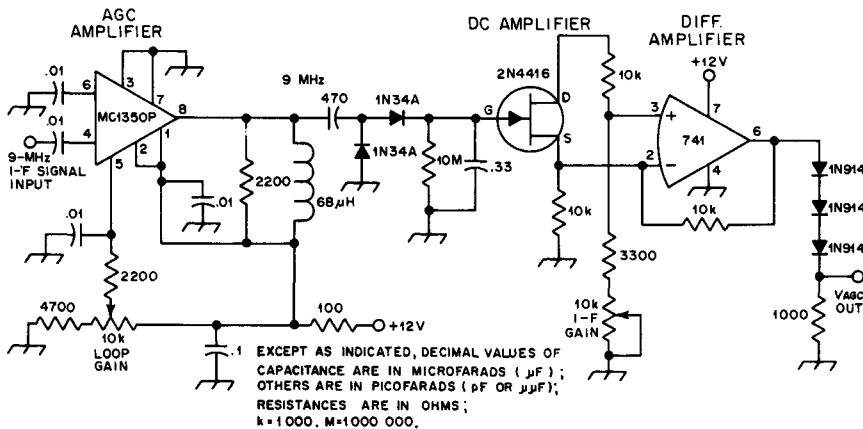 AGC
AMPLIFIER
DC AMPLIFIER
DIFF.
AMPLIFIER
+12V
.01
6
3
7
MC1350P
8
1
2
4
5
.01
9-MHz
I-F SIGNAL
INPUT
.01
2200
4700
10k
LOOP
GAIN
.01
2200
68μH
.1
100
+12V
9 MHz
470
1N34A
1N34A
10M
.33
2N4416
G
D
S
10k
10k
3300
10k
I-F
GAIN
3
+
741
2
−
7
4
6
10k
1N914
1N914
1N914
VAGC
OUT
1000
EXCEPT AS INDICATED, DECIMAL VALUES OF
CAPACITANCE ARE IN MICROFARADS (μF);
OTHERS ARE IN PICOFARADS (pF OR μμF);
RESISTANCES ARE IN OHMS;
k=1000, M=1000 000.